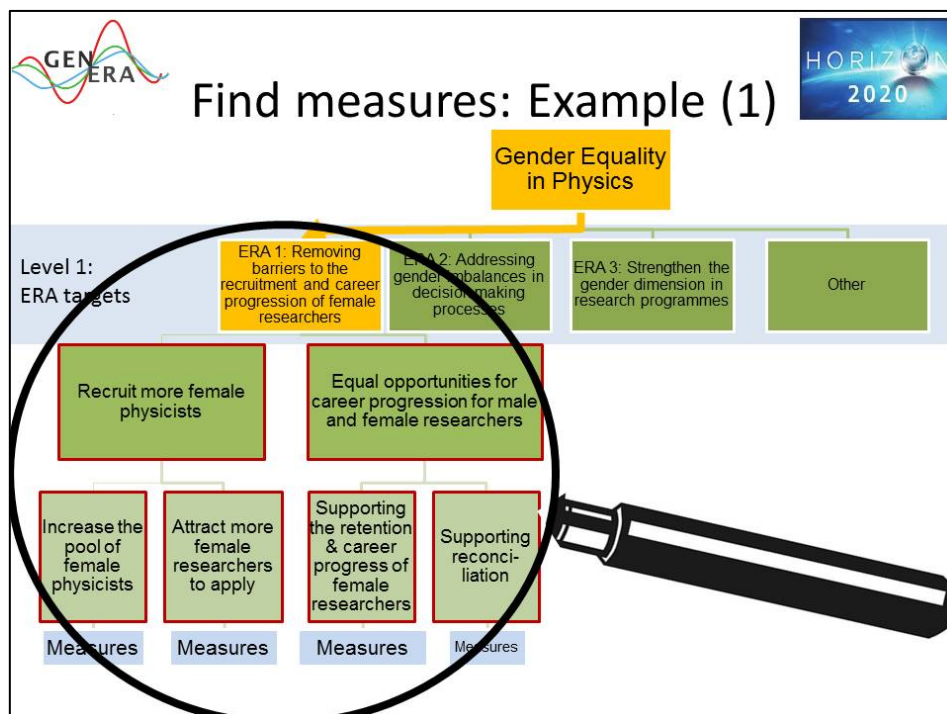 GEN
ERA
HORIZON
2020
Find measures: Example (1)
Gender Equality
in Physics
Level 1:
ERA targets
ERA 1: Removing
barriers to the
recruitment and career
progression of female
researchers
ERA 2: Addressing
gender imbalances in
decision-making
processes
ERA 3: Strengthen the
gender dimension in
research programmes
Other
Recruit more female
physicists
Equal opportunities for
career progression for male
and female researchers
Increase the
pool of
female
physicists
Attract more
female
researchers
to apply
Supporting
the retention
& career
progress of
female
researchers
Supporting
reconci-
liation
Measures
Measures
Measures
Measures